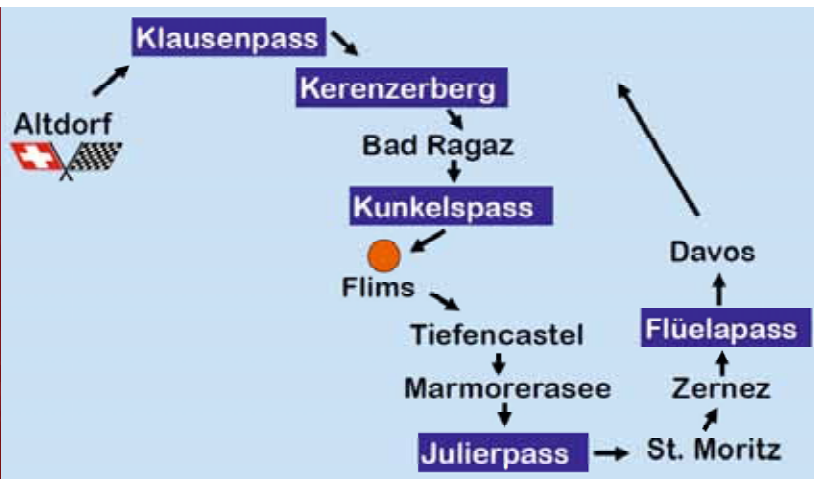 Klausenpass
Kerenzerberg
Altdorf
Bad Ragaz
Kunkelspass
Flims
Tiefencastel
Marmorerasee
Julierpass
St. Moritz
Zernez
Flüelapass
Davos